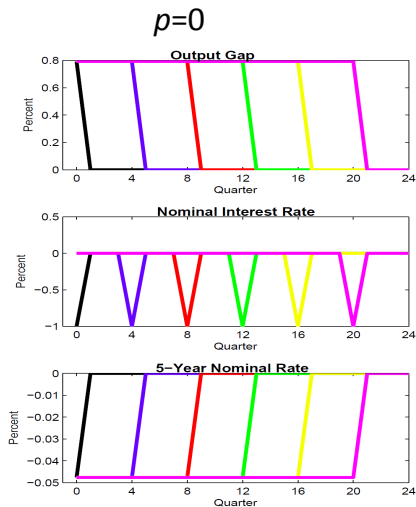 p=0
Output Gap
Percent
0.8
0.6
0.4
0.2
0
0 4 8 12 16 20 24
Quarter
Nominal Interest Rate
Percent
0.5
0
−0.5
−1
0 4 8 12 16 20 24
Quarter
5−Year Nominal Rate
Percent
0
−0.01
−0.02
−0.03
−0.04
−0.05
0 4 8 12 16 20 24
Quarter